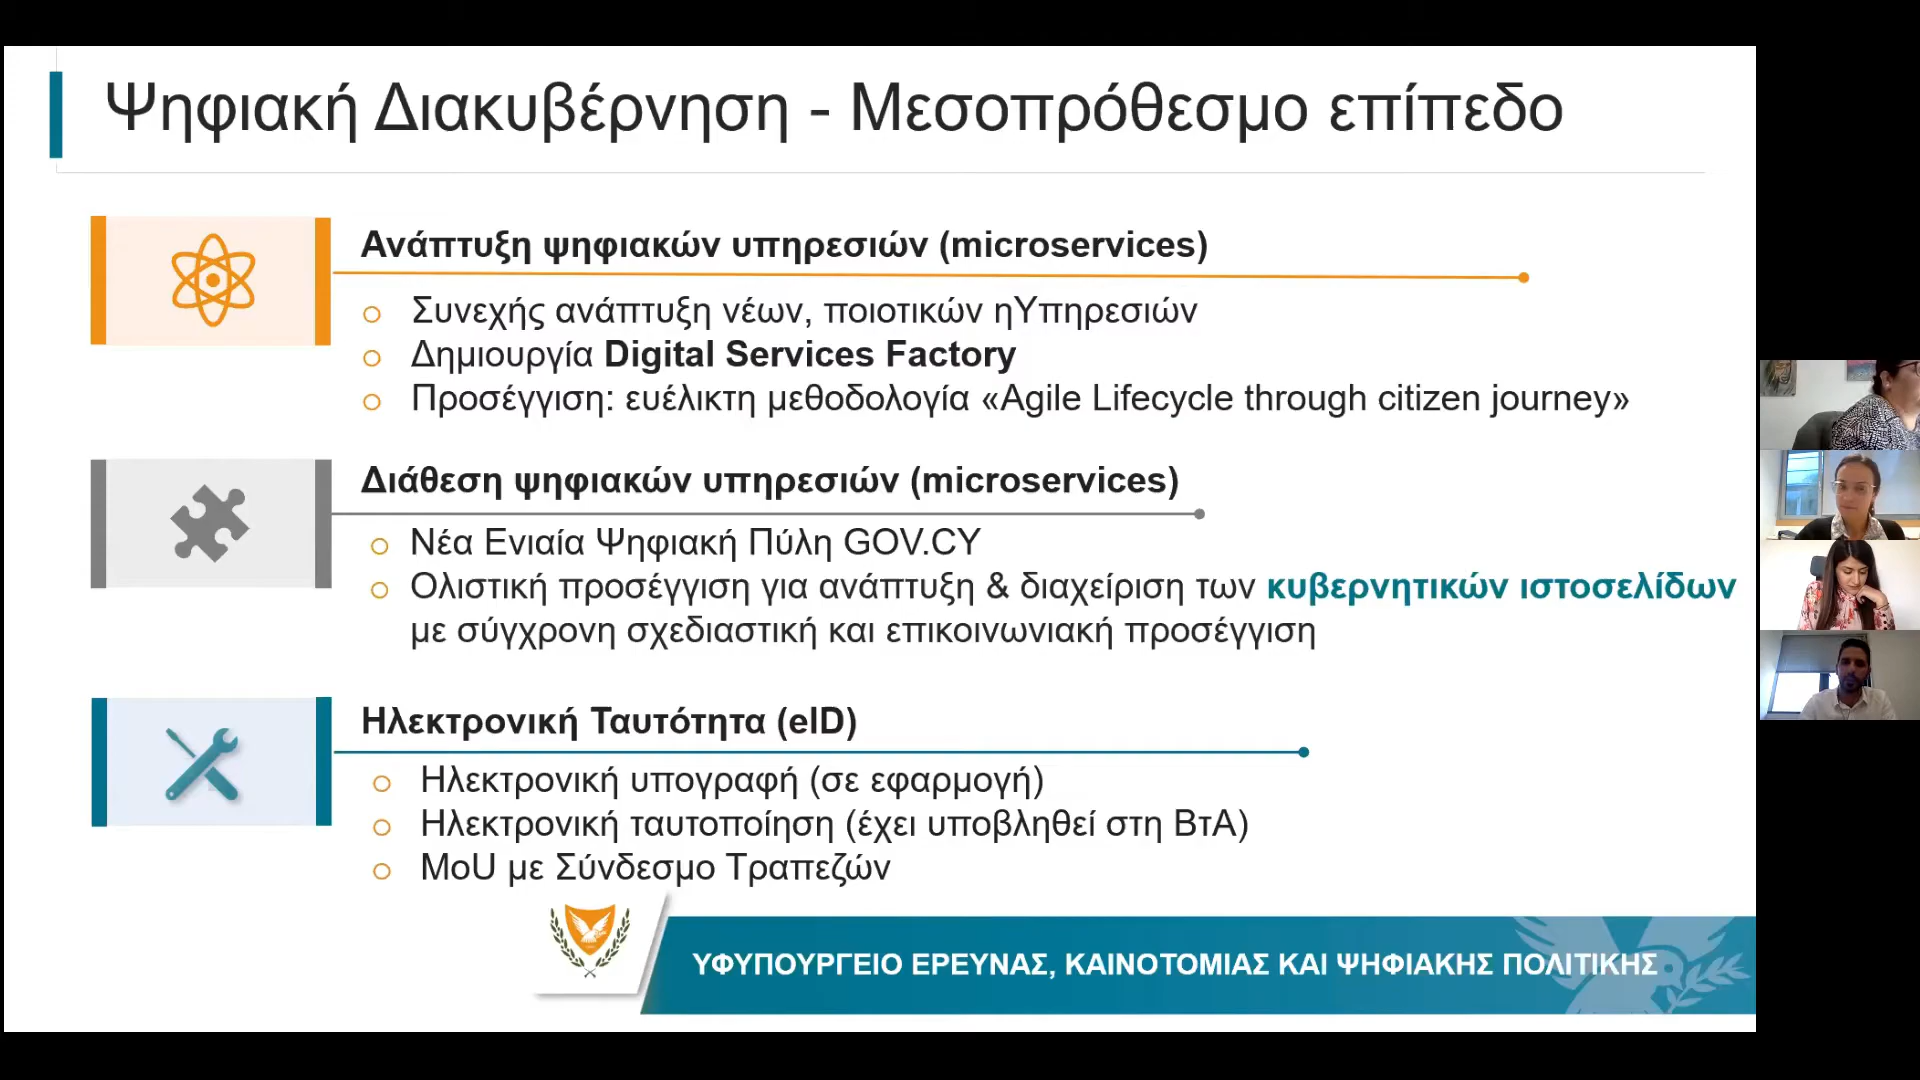 Ψηφιακή Διακυβέρνηση - Μεσοπρόθεσμο επίπεδο
Ανάπτυξη ψηφιακών υπηρεσιών (microservices)
Συνεχής ανάπτυξη νέων, ποιοτικών ηΥπηρεσιών
Δημιουργία Digital Services Factory
Προσέγγιση: ευέλικτη μεθοδολογία «Agile Lifecycle through citizen journey»
Διάθεση ψηφιακών υπηρεσιών (microservices)
Νέα Ενιαία Ψηφιακή Πύλη GOV.CY
Ολιστική προσέγγιση για ανάπτυξη & διαχείριση των κυβερνητικών ιστοσελίδων
με σύγχρονη σχεδιαστική και επικοινωνιακή προσέγγιση
Ηλεκτρονική Ταυτότητα (eID)
Ηλεκτρονική υπογραφή (σε εφαρμογή)
Ηλεκτρονική ταυτοποίηση (έχει υποβληθεί στη ΒτΑ)
MoU με Σύνδεσμο Τραπεζών
ΥΦΥΠΟΥΡΓΕΙΟ ΕΡΕΥΝΑΣ, ΚΑΙΝΟΤΟΜΙΑΣ ΚΑΙ ΨΗΦΙΑΚΗΣ ΠΟΛΙΤΙΚΗΣ